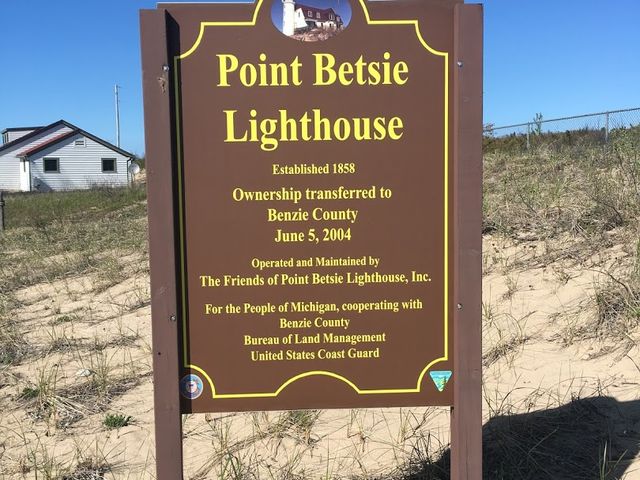 Point Betsie
Lighthouse
Established 1858
Ownership transferred to
Benzie County
June 5, 2004
Operated and Maintained by
The Friends of Point Betsie Lighthouse, Inc.
For the People of Michigan, cooperating with
Benzie County
Bureau of Land Management
United States Coast Guard